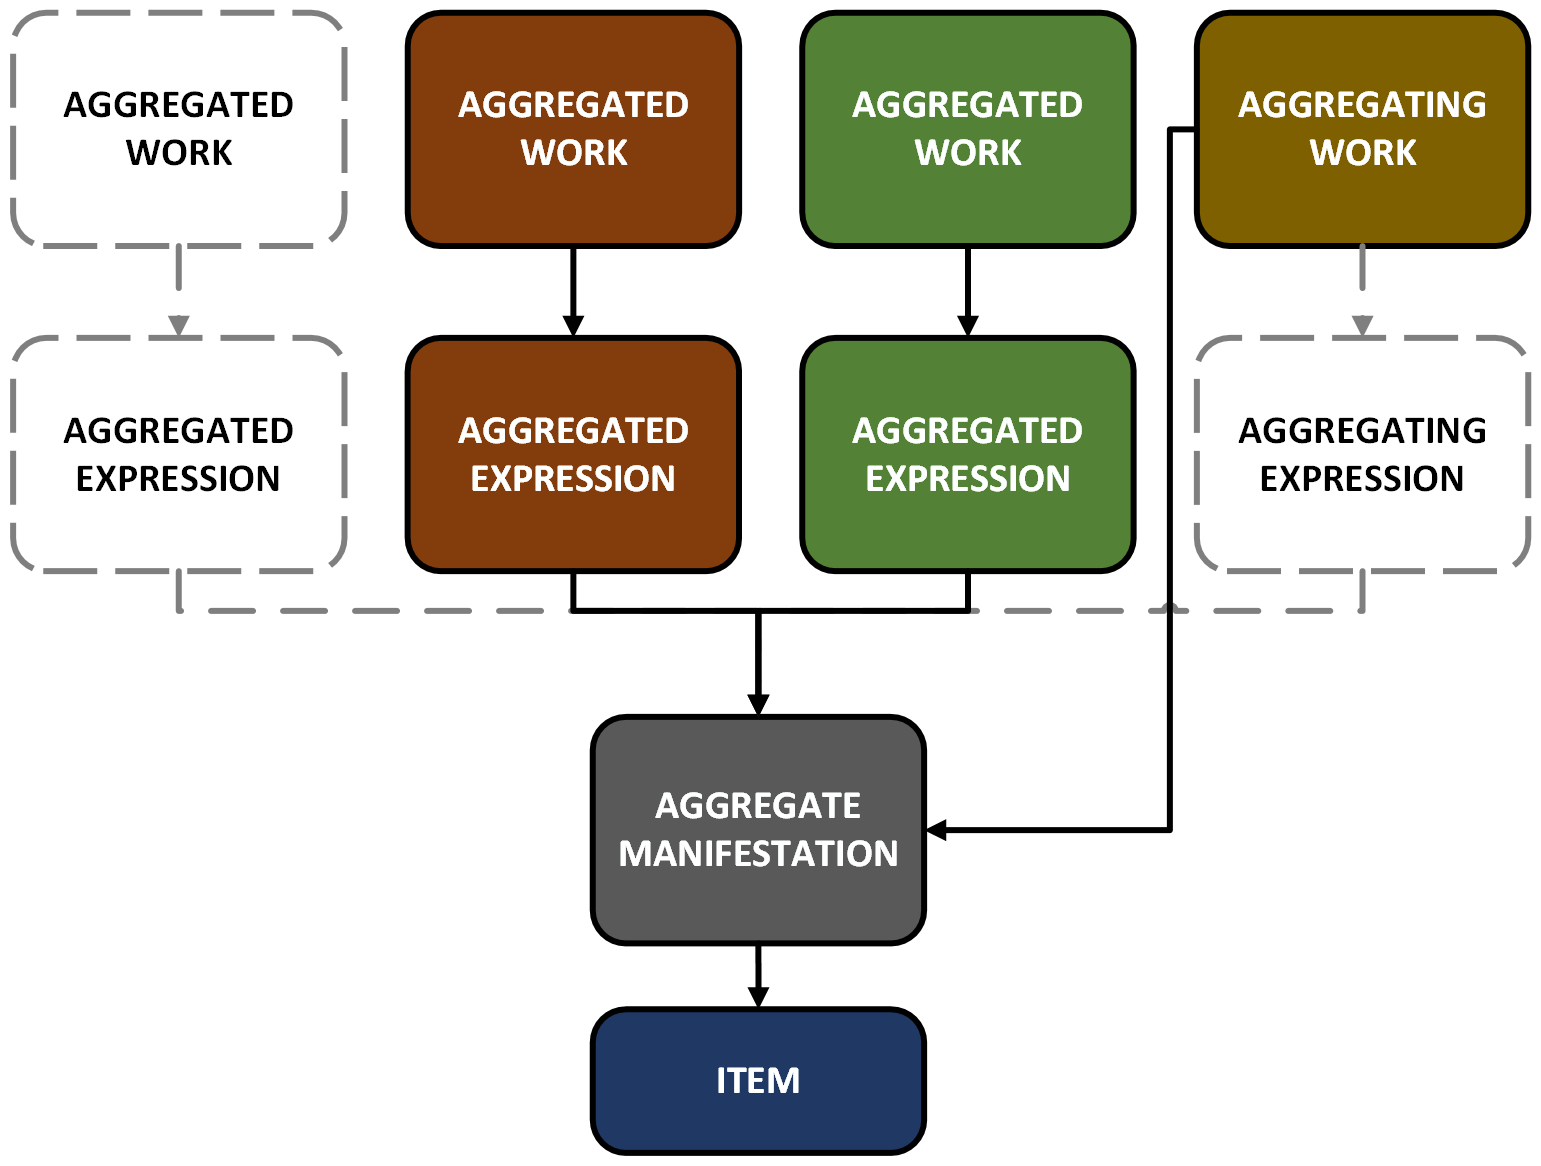 AGGREGATED
WORK
AGGREGATED
WORK
AGGREGATED
WORK
AGGREGATING
WORK
AGGREGATED
EXPRESSION
AGGREGATED
EXPRESSION
AGGREGATED
EXPRESSION
AGGREGATING
EXPRESSION
AGGREGATE
MANIFESTATION
ITEM